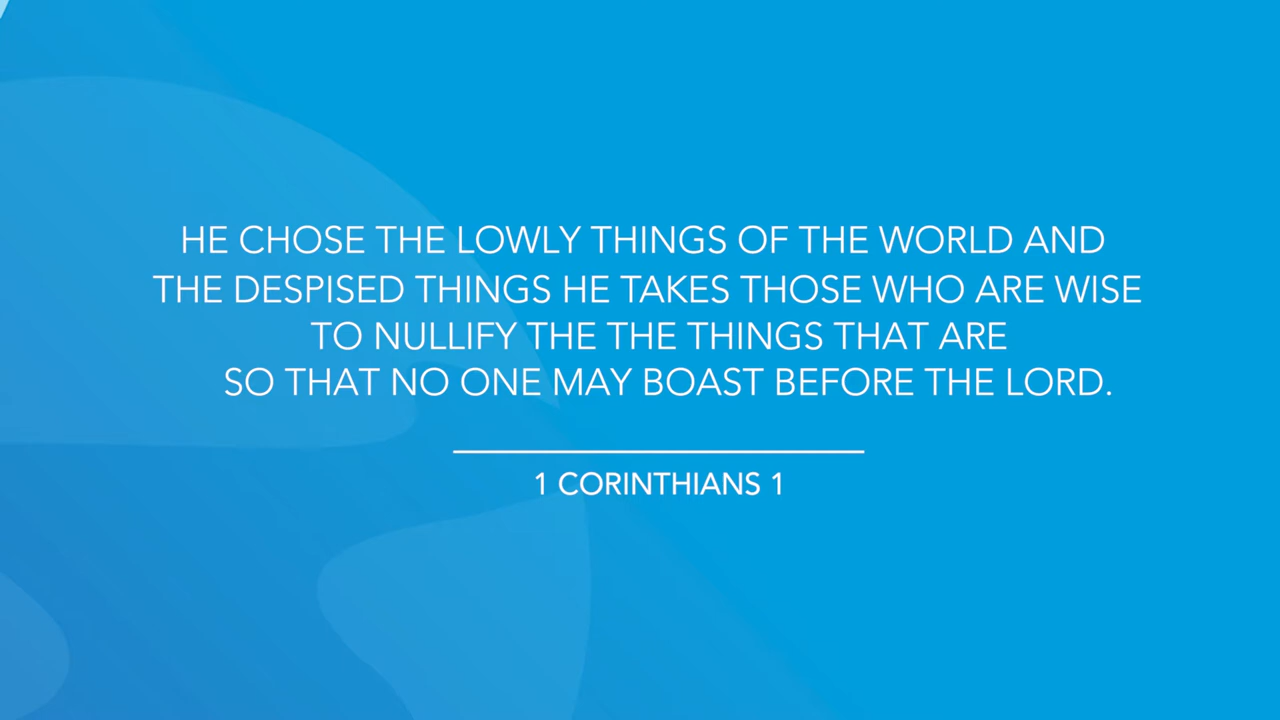 HE CHOSE THE LOWLY THINGS OF THE WORLD AND
THE DESPISED THINGS HE TAKES THOSE WHO ARE WISE
TO NULLIFY THE THE THINGS THAT ARE
SO THAT NO ONE MAY BOAST BEFORE THE LORD.
1 CORINTHIANS 1